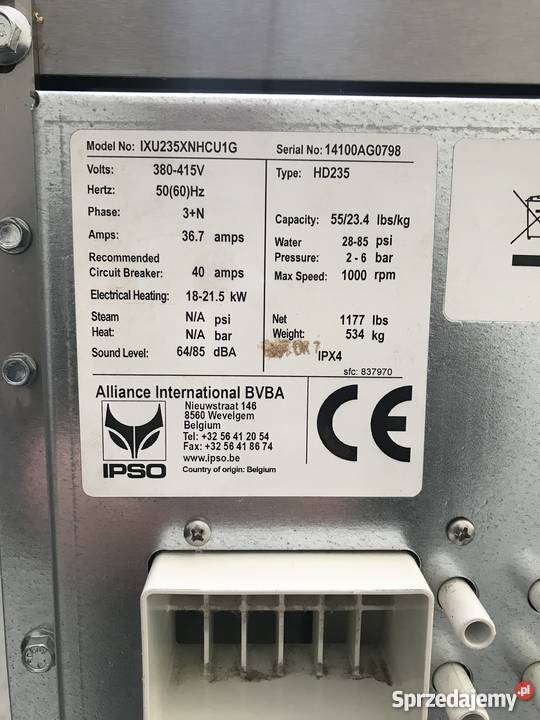 Model No: IXU235XNHCU1G Serial No: 14100AG0798
Volts: 380-415V
Hertz: 50(60)Hz
Phase: 3+N
Amps: 36.7 amps
Recommended
Circuit Breaker: 40 amps
Electrical Heating: 18-21.5 kW
Steam N/A psi
Heat: N/A bar
Sound Level: 64/85 dBA
Type: HD235
Capacity: 55/23.4 lbs/kg
Water 28-85 psi
Pressure: 2 - 6 bar
Max Speed: 1000 rpm
Net 1177 lbs
Weight: 534 kg
IPX4
sfc: 837970
Alliance International BVBA
Nieuwstraat 146
8560 Wevelgem
Belgium
Tel: +32 56 41 20 54
Fax: +32 56 41 86 74
www.ipso.be
Country of origin: Belgium
IPSO
CE
Sprzedajemy.pl